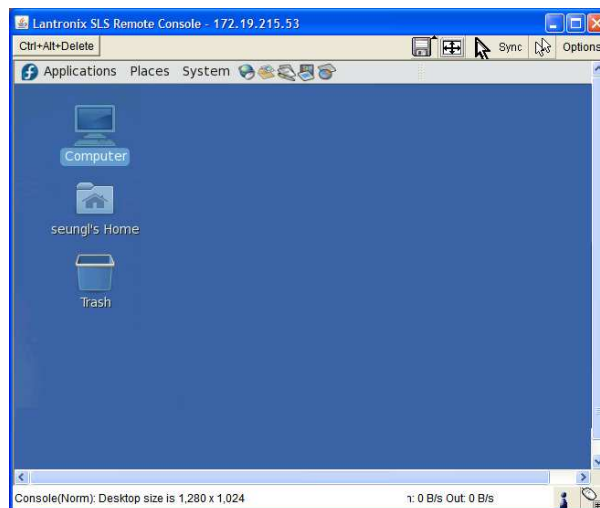 Lantronix SLS Remote Console - 172.19.215.53
Ctrl+Alt+Delete Sync Options
Applications Places System
Computer
seungl's Home
Trash
Console(Norm): Desktop size is 1,280 x 1,024 n: 0 B/s Out: 0 B/s